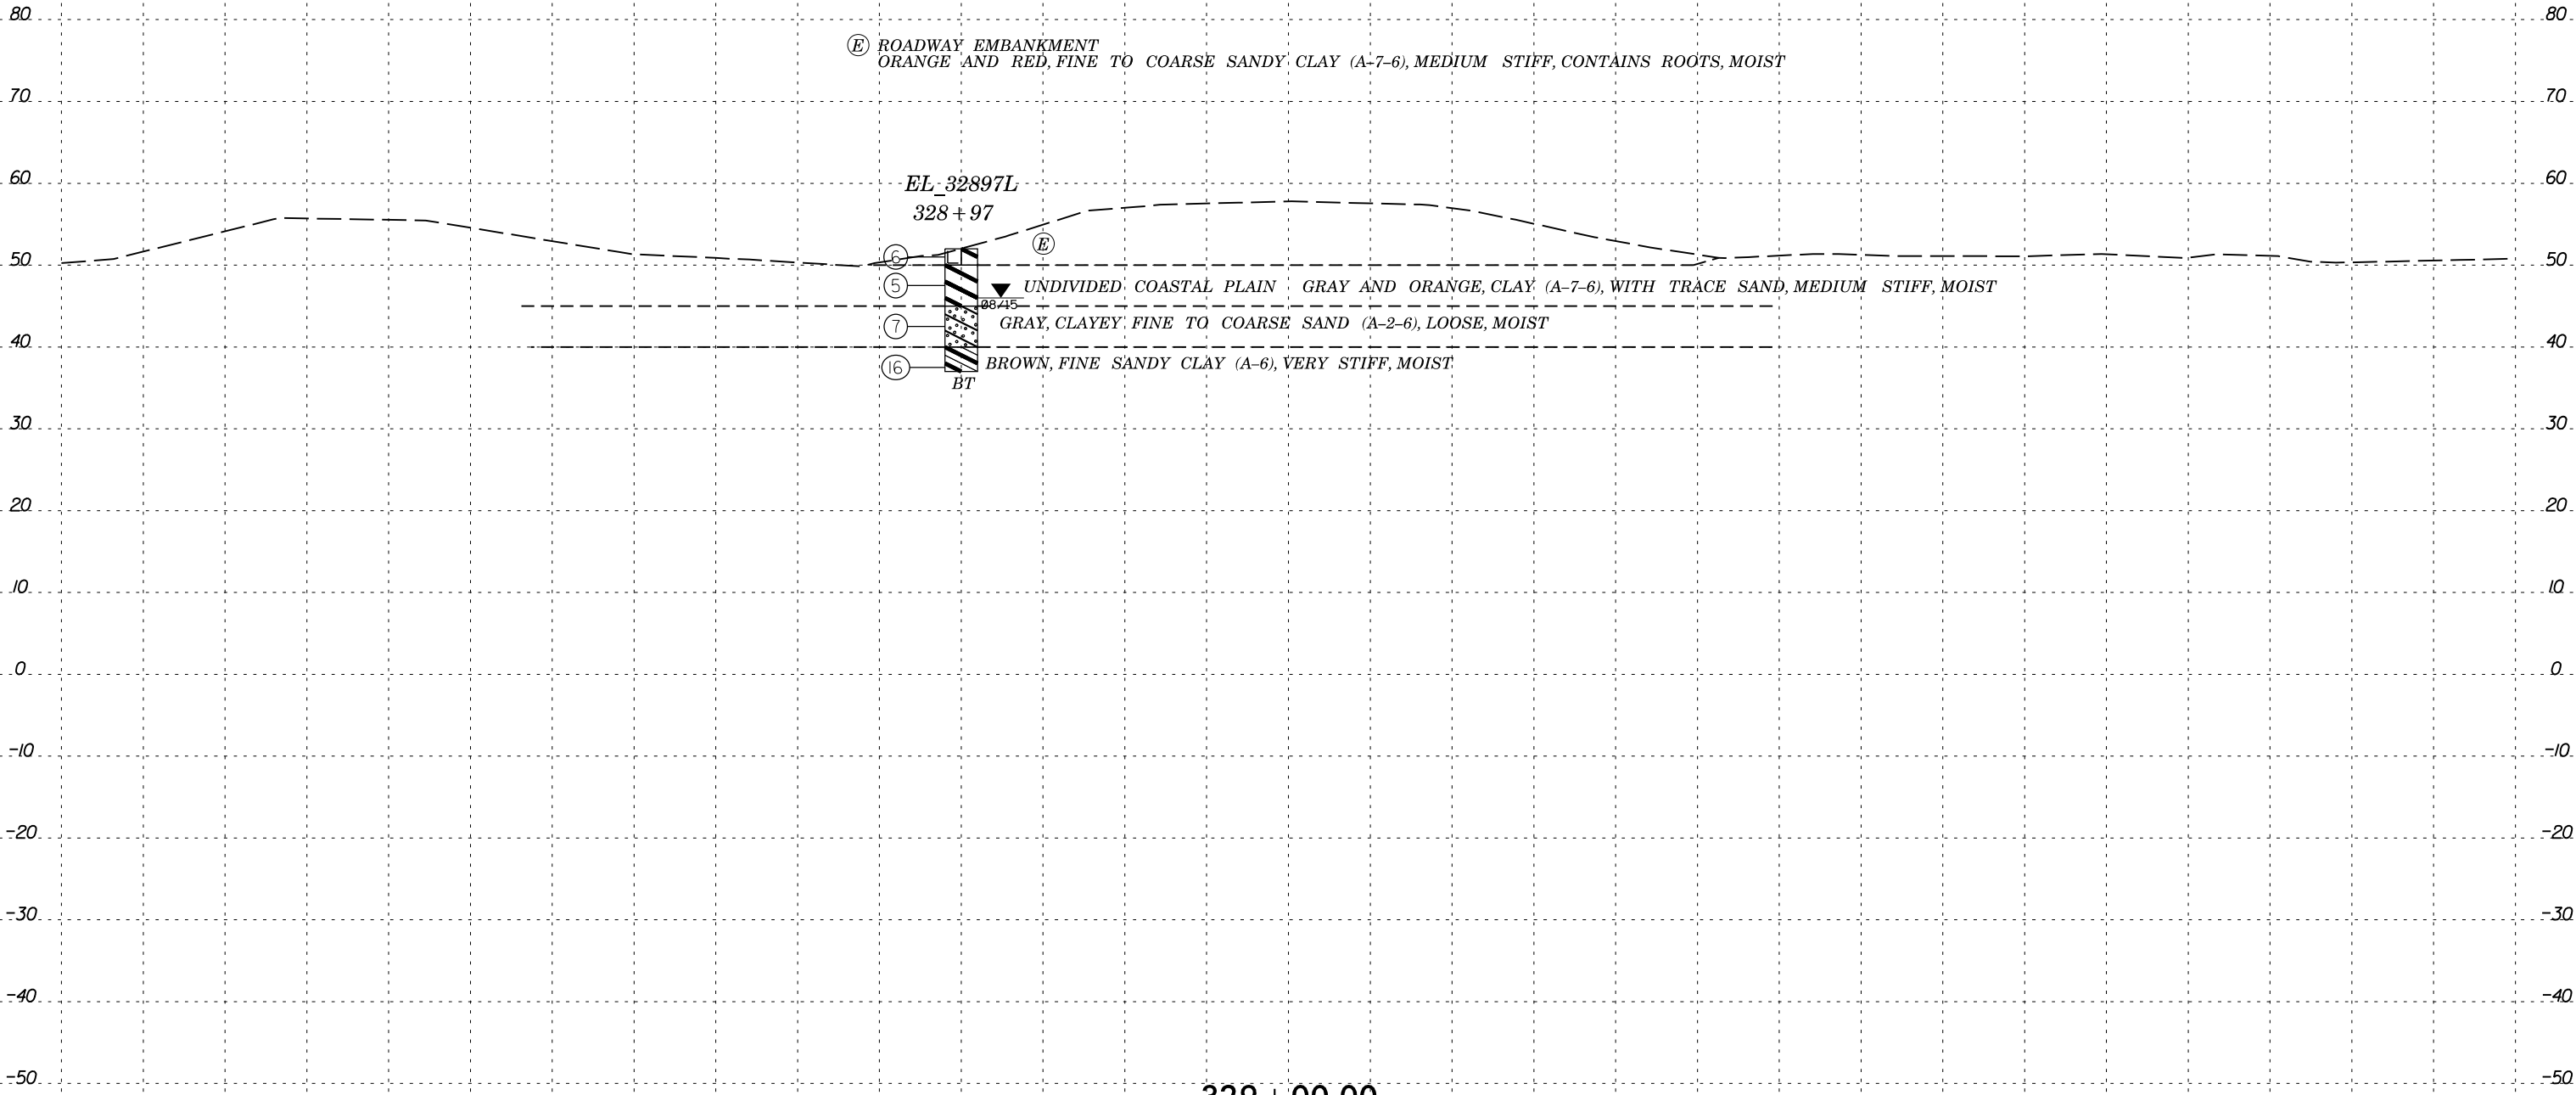 80 80
E ROADWAY EMBANKMENT
ORANGE AND RED, FINE TO COARSE SANDY CLAY (A-7-6), MEDIUM STIFF, CONTAINS ROOTS, MOIST
70 70
60 60
EL_32897L
328+97
E
6
50 50
5
UNDIVIDED COASTAL PLAIN GRAY AND ORANGE, CLAY (A-7-6), WITH TRACE SAND, MEDIUM STIFF, MOIST
08/15
7
GRAY, CLAYEY FINE TO COARSE SAND (A-2-6), LOOSE, MOIST
40 40
16
BROWN, FINE SANDY CLAY (A-6), VERY STIFF, MOIST
BT
30 30
20 20
10 10
0 0
-10 -10
-20 -20
-30 -30
-40 -40
-50 -50